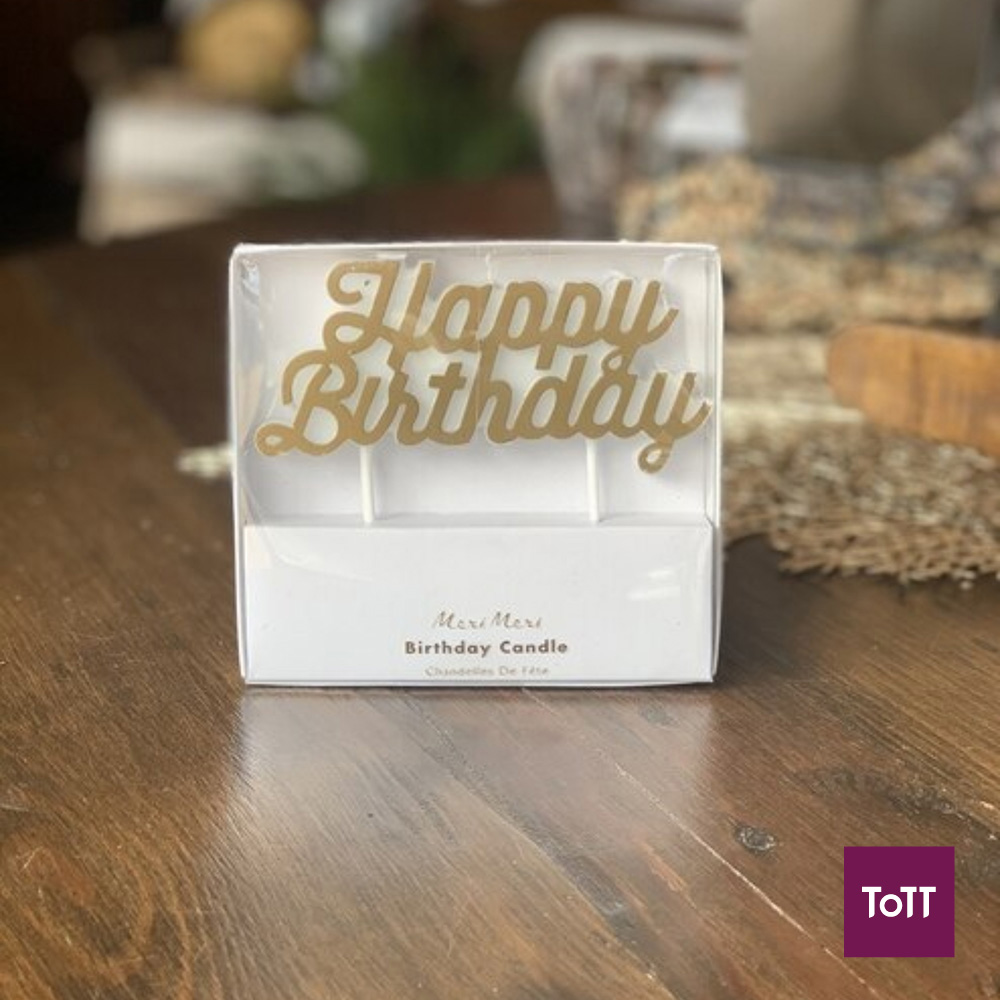 Happy
Birthday
Meri Meri
Birthday Candle
Chandelles De Fête
ToTT